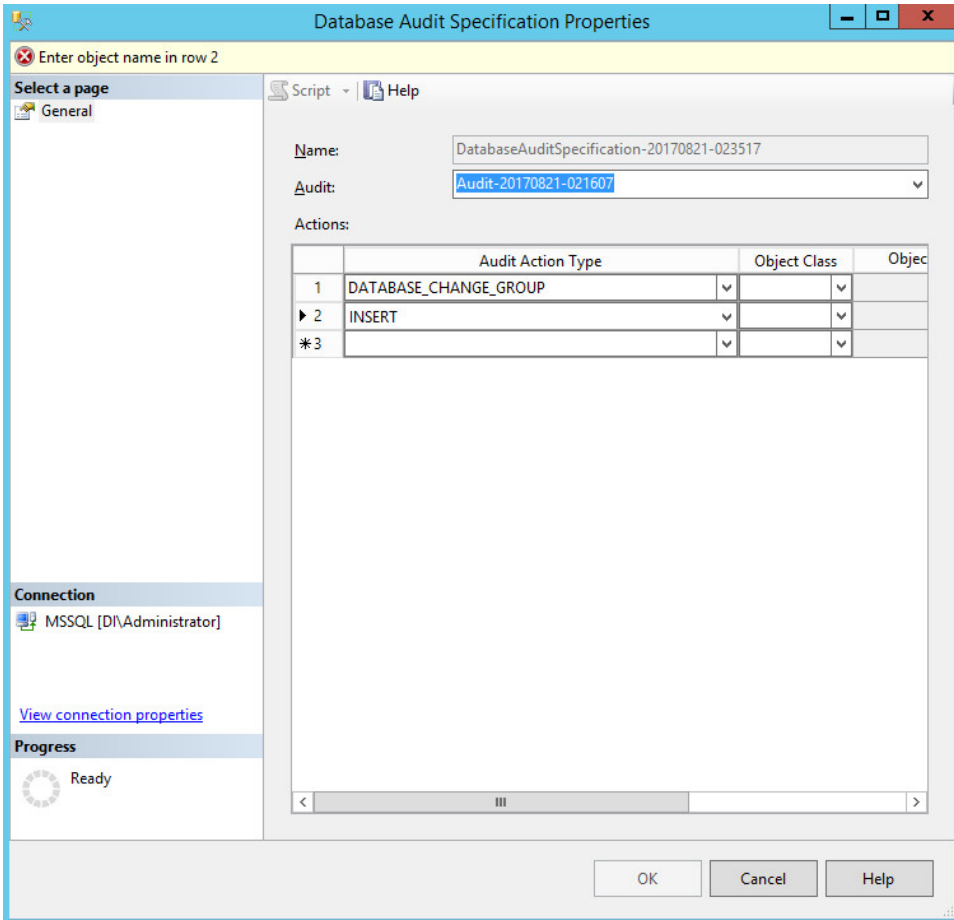 Database Audit Specification Properties
Enter object name in row 2
Select a page
General
Script
Help
Name:
DatabaseAuditSpecification-20170821-023517
Audit:
Audit-20170821-021607
Actions:
Audit Action Type Object Class Objec
1 DATABASE_CHANGE_GROUP
2 INSERT
*3
Connection
MSSQL [DI\Administrator]
View connection properties
Progress
Ready
OK Cancel Help